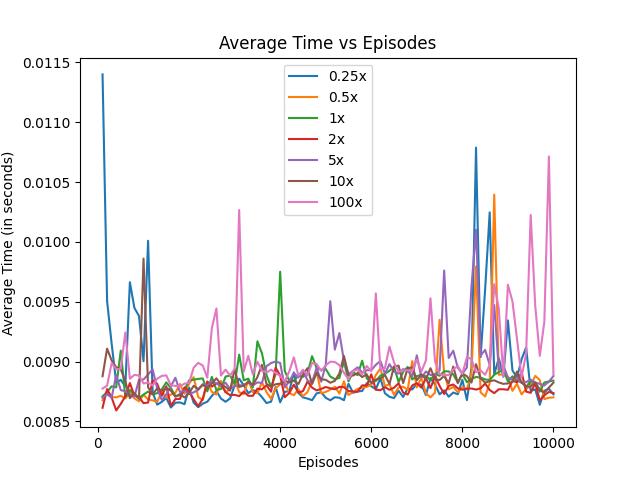 Average Time vs Episodes
0.0115
0.0110
0.0105
0.0100
0.0095
0.0090
0.0085
Average Time (in seconds)
0.25x
0.5x
1x
2x
5x
10x
100x
0 2000 4000 6000 8000 10000
Episodes